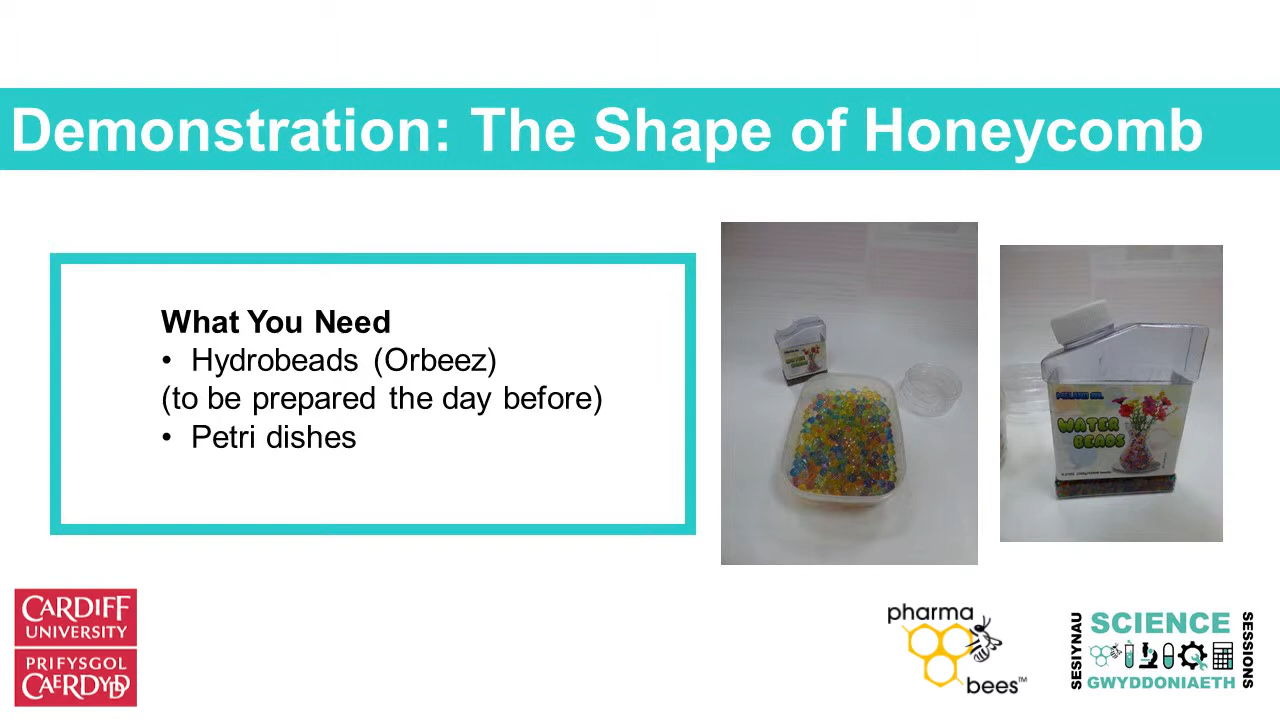 Demonstration: The Shape of Honeycomb
What You Need
• Hydrobeads (Orbeez)
(to be prepared the day before)
• Petri dishes
WATER
BEADS
CARDIFF
UNIVERSITY
PRIFYSGOL
CAERDYDD
pharma
bees™
SESIYNAU
SCIENCE
GWYDDONIAETH
SESSIONS